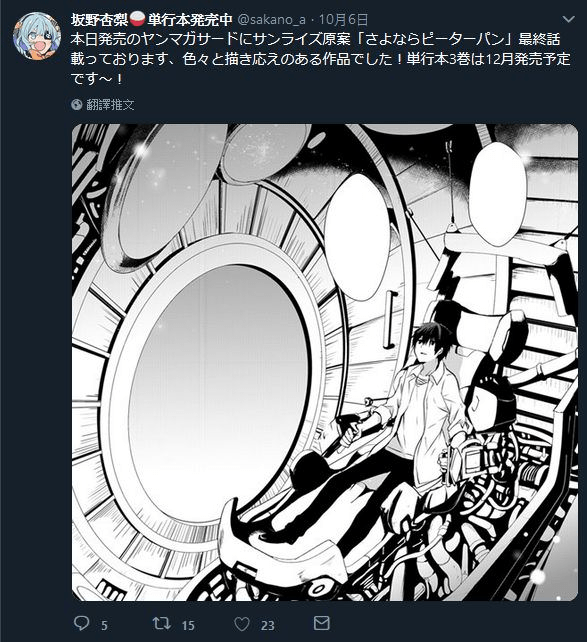 坂野杏梨🍚単行本発売中 @sakano_a · 10月6日
本日発売のヤンマガサードにサンライズ原案「さよならピーターパン」最終話
載っております、色々と描き応えのある作品でした！単行本3巻は12月発売予定
です〜！
翻譯推文
5 15 23